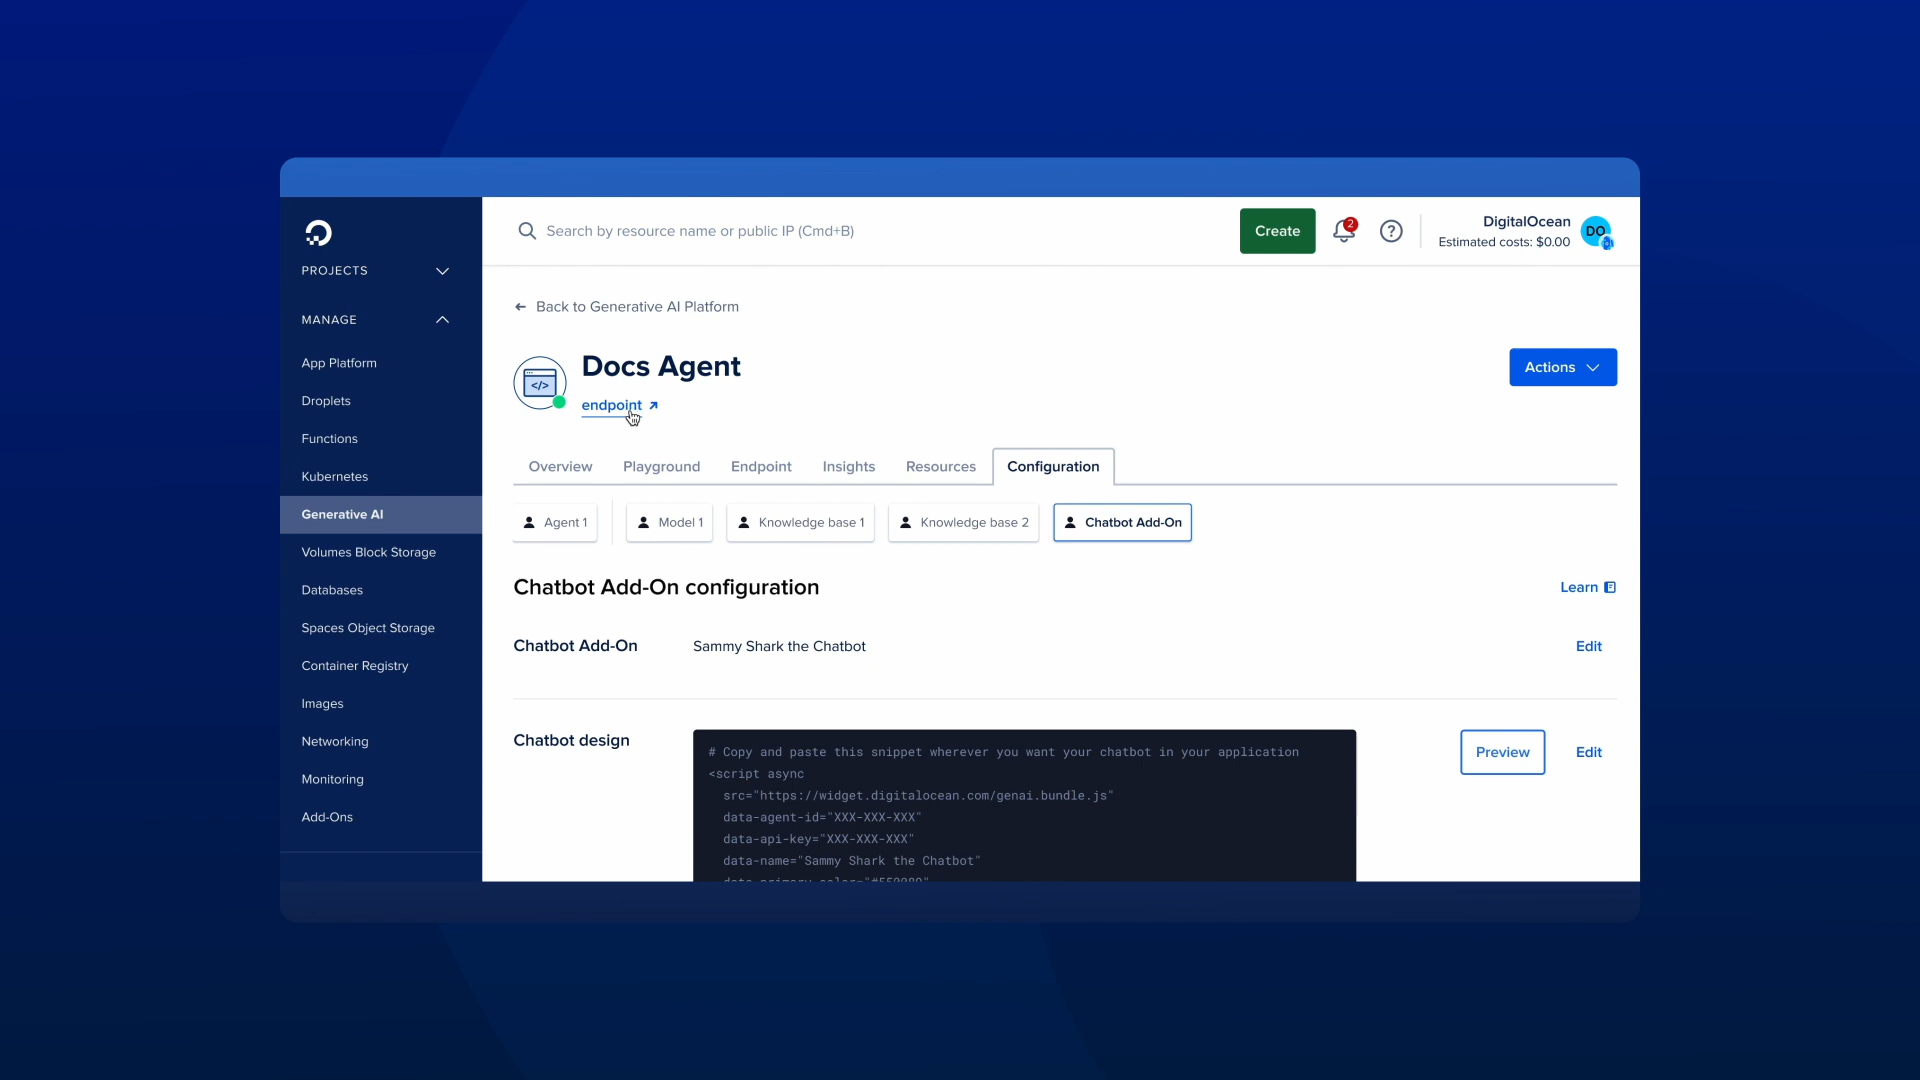 Search by resource name or public IP (Cmd+B)
Create
2
?
DigitalOcean
Estimated costs: $0.00
DO
PROJECTS
MANAGE
App Platform
Droplets
Functions
Kubernetes
Generative AI
Volumes Block Storage
Databases
Spaces Object Storage
Container Registry
Images
Networking
Monitoring
Add-Ons
← Back to Generative AI Platform
</>
Docs Agent
endpoint
Actions
Overview Playground Endpoint Insights Resources Configuration
Agent 1 Model 1 Knowledge base 1 Knowledge base 2 Chatbot Add-On
Chatbot Add-On configuration
Learn
Chatbot Add-On Sammy Shark the Chatbot Edit
Chatbot design
# Copy and paste this snippet wherever you want your chatbot in your application
<script async
src="https://widget.digitalocean.com/genai.bundle.js"
data-agent-id="XXX-XXX-XXX"
data-api-key="XXX-XXX-XXX"
data-name="Sammy Shark the Chatbot"
Preview Edit